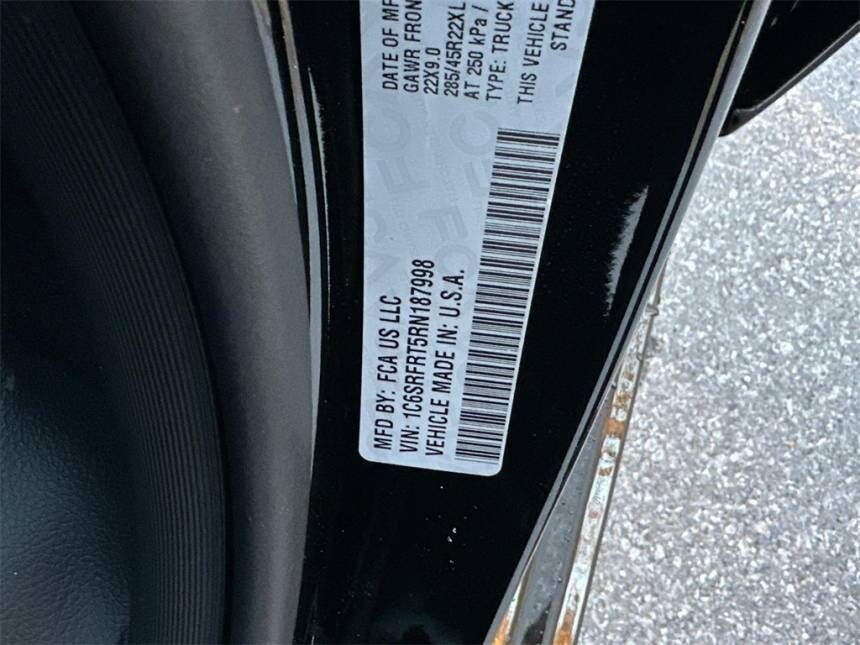 MFD BY: FCA US LLC
VIN: 1C6SRFRT5RN187998
VEHICLE MADE IN: U.S.A.
DATE OF MF
GAWR FRON
22X9.0
285/45R22XL
AT 250 kPa /
TYPE: TRUCK
THIS VEHICLE
STAND